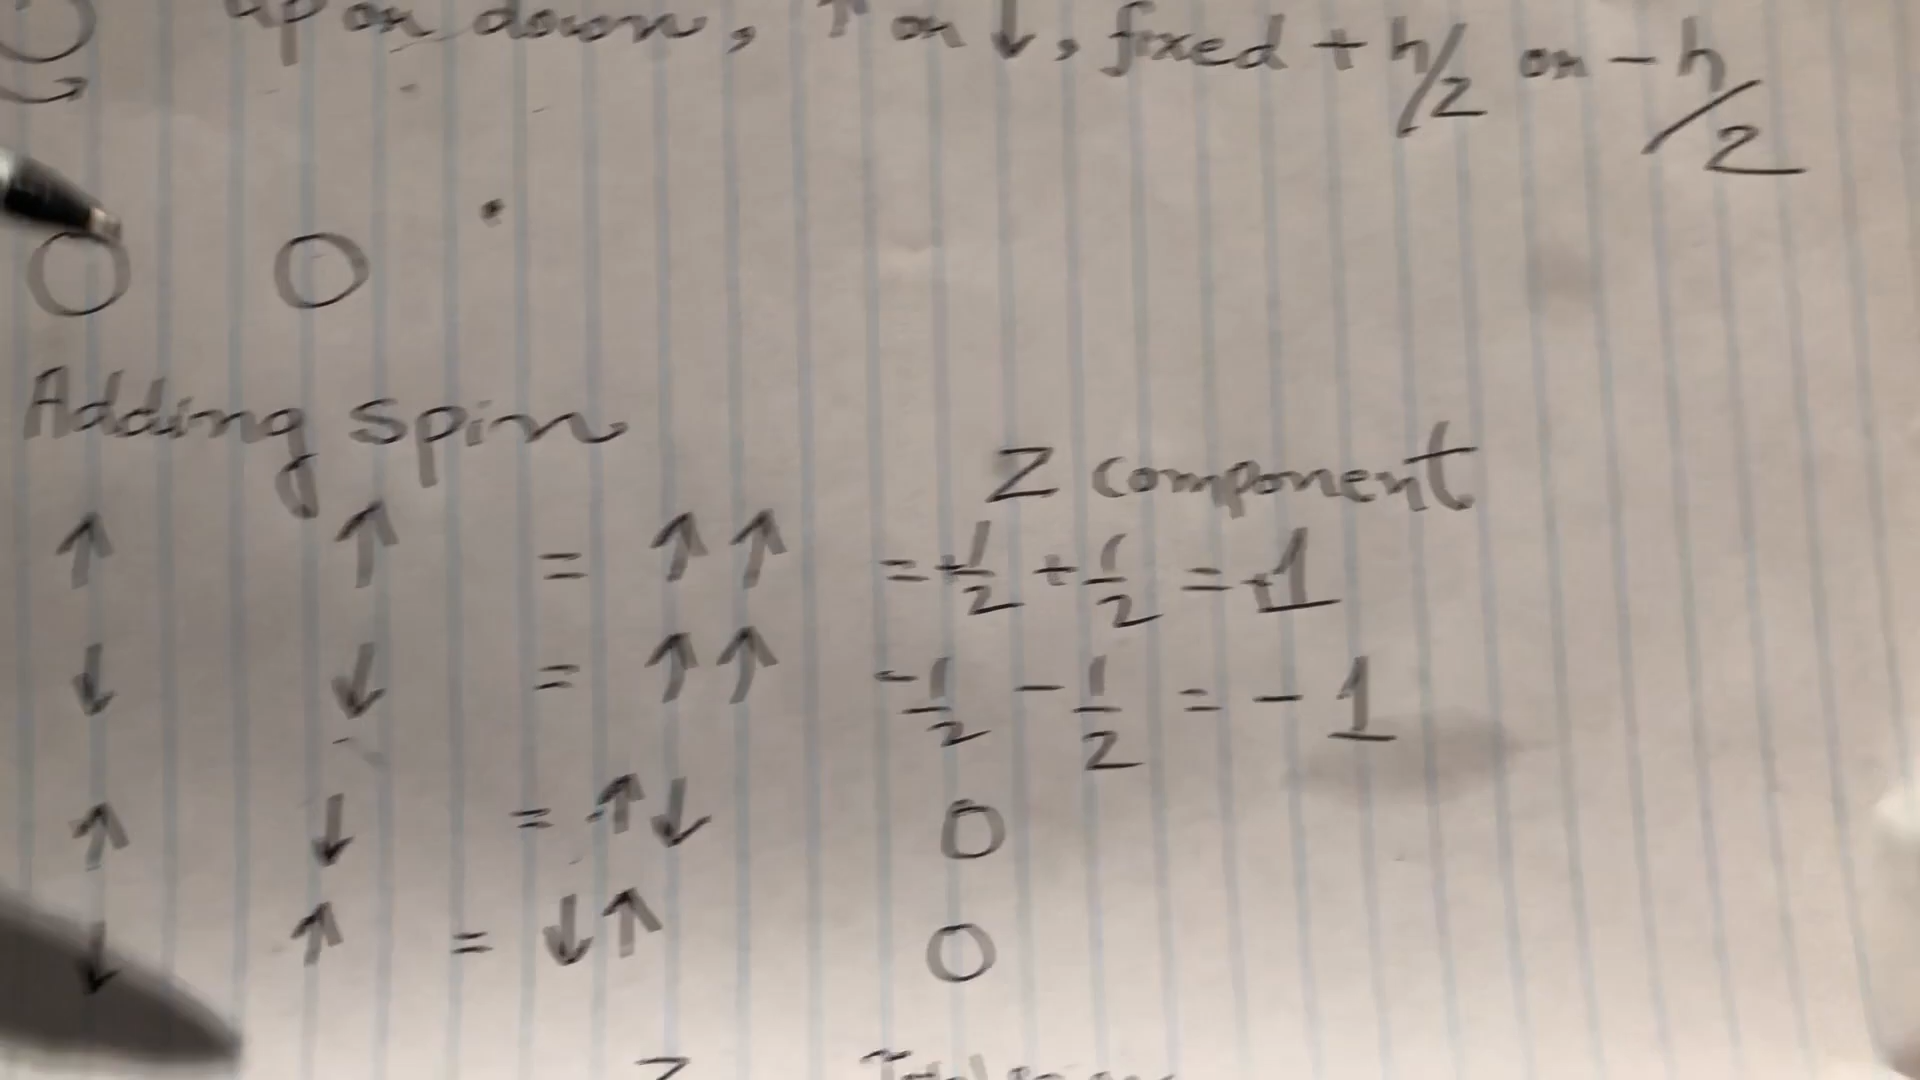 up or down, ↑ or ↓, fixed + h/2 or - h/2
Adding spin
Z component
↑ ↑ = ↑↑ = +1/2 + 1/2 = +1
↓ ↓ = ↑↑ -1/2 - 1/2 = -1
↑ ↓ = ↑↓ 0
↓ ↑ = ↓↑ 0
Z